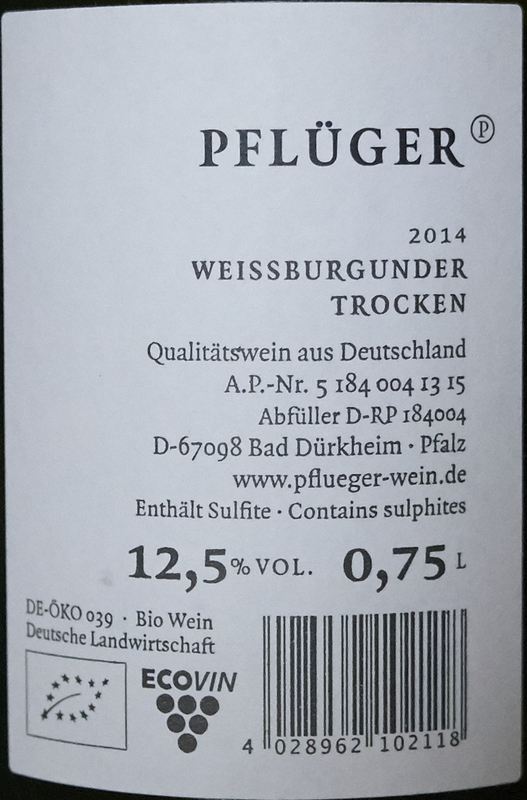 PFLÜGER Ⓟ
2014
WEISSBURGUNDER
TROCKEN
Qualitätswein aus Deutschland
A.P.-Nr. 5 184 004 13 15
Abfüller D-RP 184004
D-67098 Bad Dürkheim · Pfalz
www.pflueger-wein.de
Enthält Sulfite · Contains sulphites
12,5 % VOL. 0,75 L
DE-ÖKO 039 · Bio Wein
Deutsche Landwirtschaft
ECOVIN
4 028962 102118